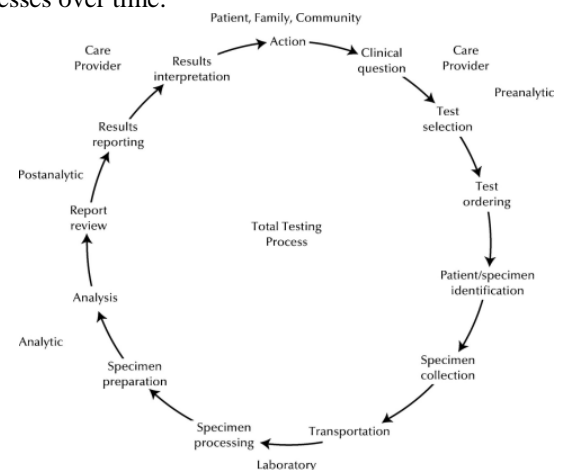 esses over time.
Patient, Family, Community
Action
Care
Provider
Results
interpretation
Clinical
question
Care
Provider
Preanalytic
Test
selection
Results
reporting
Postanalytic
Test
ordering
Report
review
Total Testing
Process
Patient/specimen
identification
Analysis
Analytic
Specimen
collection
Specimen
preparation
Specimen
processing
Transportation
Laboratory